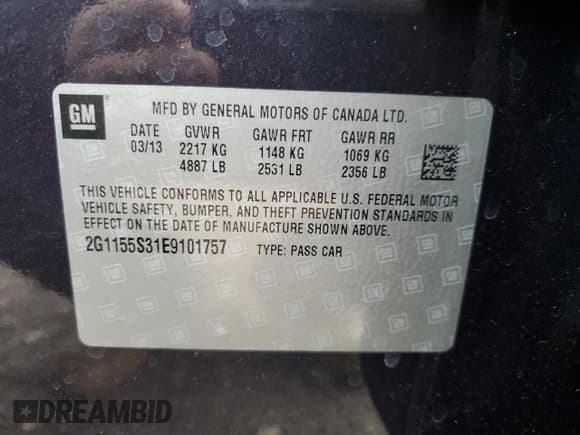 GM
MFD BY GENERAL MOTORS OF CANADA LTD.
DATE GVWR GAWR FRT GAWR RR
03/13 2217 KG 1148 KG 1069 KG
4887 LB 2531 LB 2356 LB
THIS VEHICLE CONFORMS TO ALL APPLICABLE U.S. FEDERAL MOTOR
VEHICLE SAFETY, BUMPER, AND THEFT PREVENTION STANDARDS IN
EFFECT ON THE DATE OF MANUFACTURE SHOWN ABOVE.
2G1155S31E9101757 TYPE: PASS CAR
DREAMBID